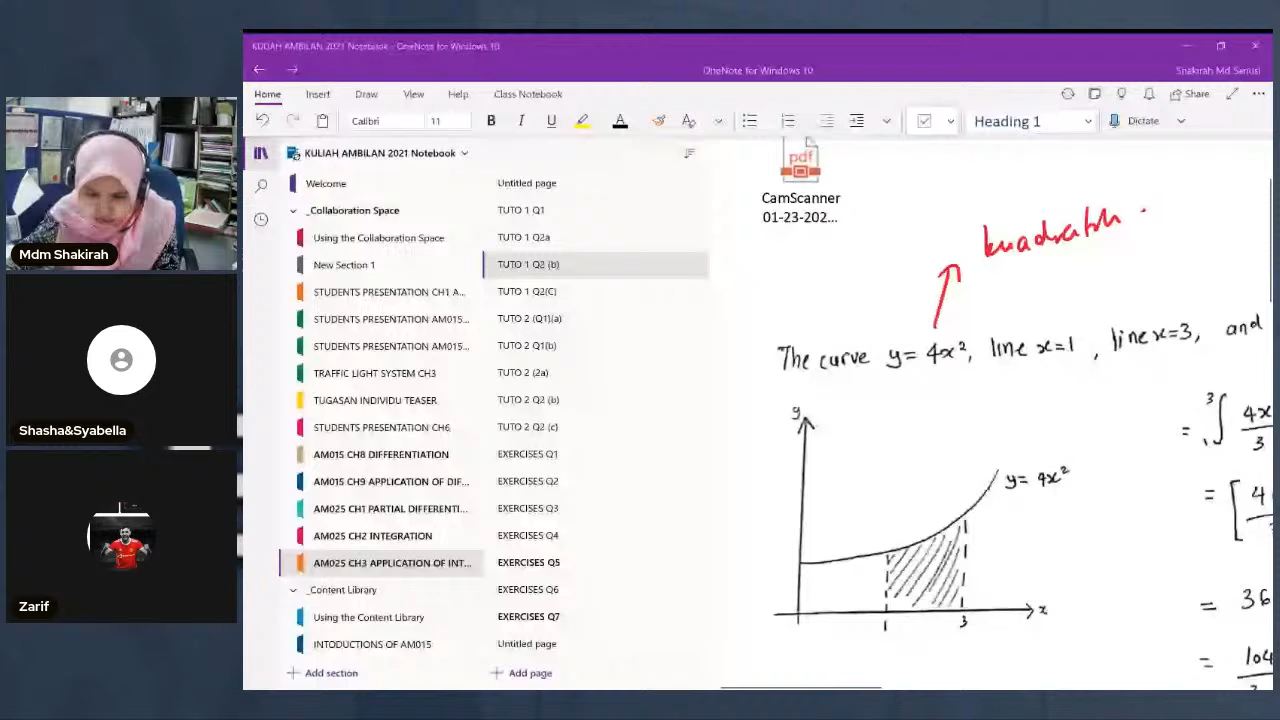 KULIAH AMBILAN 2021 Notebook - OneNote for Windows 10
OneNote for Windows 10
Shakirah Md Senusi
Home Insert Draw View Help Class Notebook
Share
Calibri 11 B I U A Heading 1 Dictate
KULIAH AMBILAN 2021 Notebook
Welcome
_Collaboration Space
Using the Collaboration Space
New Section 1
STUDENTS PRESENTATION CH1 A...
STUDENTS PRESENTATION AM015...
STUDENTS PRESENTATION AM015...
TRAFFIC LIGHT SYSTEM CH3
TUGASAN INDIVIDU TEASER
STUDENTS PRESENTATION CH6
AM015 CH8 DIFFERENTIATION
AM015 CH9 APPLICATION OF DIF...
AM025 CH1 PARTIAL DIFFERENTI...
AM025 CH2 INTEGRATION
AM025 CH3 APPLICATION OF INT...
_Content Library
Using the Content Library
INTODUCTIONS OF AM015
Add section
Untitled page
TUTO 1 Q1
TUTO 1 Q2a
TUTO 1 Q2 (b)
TUTO 1 Q2(C)
TUTO 2 (Q1)(a)
TUTO 2 Q1(b)
TUTO 2 (2a)
TUTO 2 Q2 (b)
TUTO 2 Q2 (c)
EXERCISES Q1
EXERCISES Q2
EXERCISES Q3
EXERCISES Q4
EXERCISES Q5
EXERCISES Q6
EXERCISES Q7
Untitled page
Add page
pdf
CamScanner
01-23-202...
The curve y = 4x², line x=1, line x=3, and
y
y = 4x²
1 3 x
= ³∫₁ 4x
3
= [ 4
= 36
= 104
Mdm Shakirah
Shasha&Syabella
Zarif